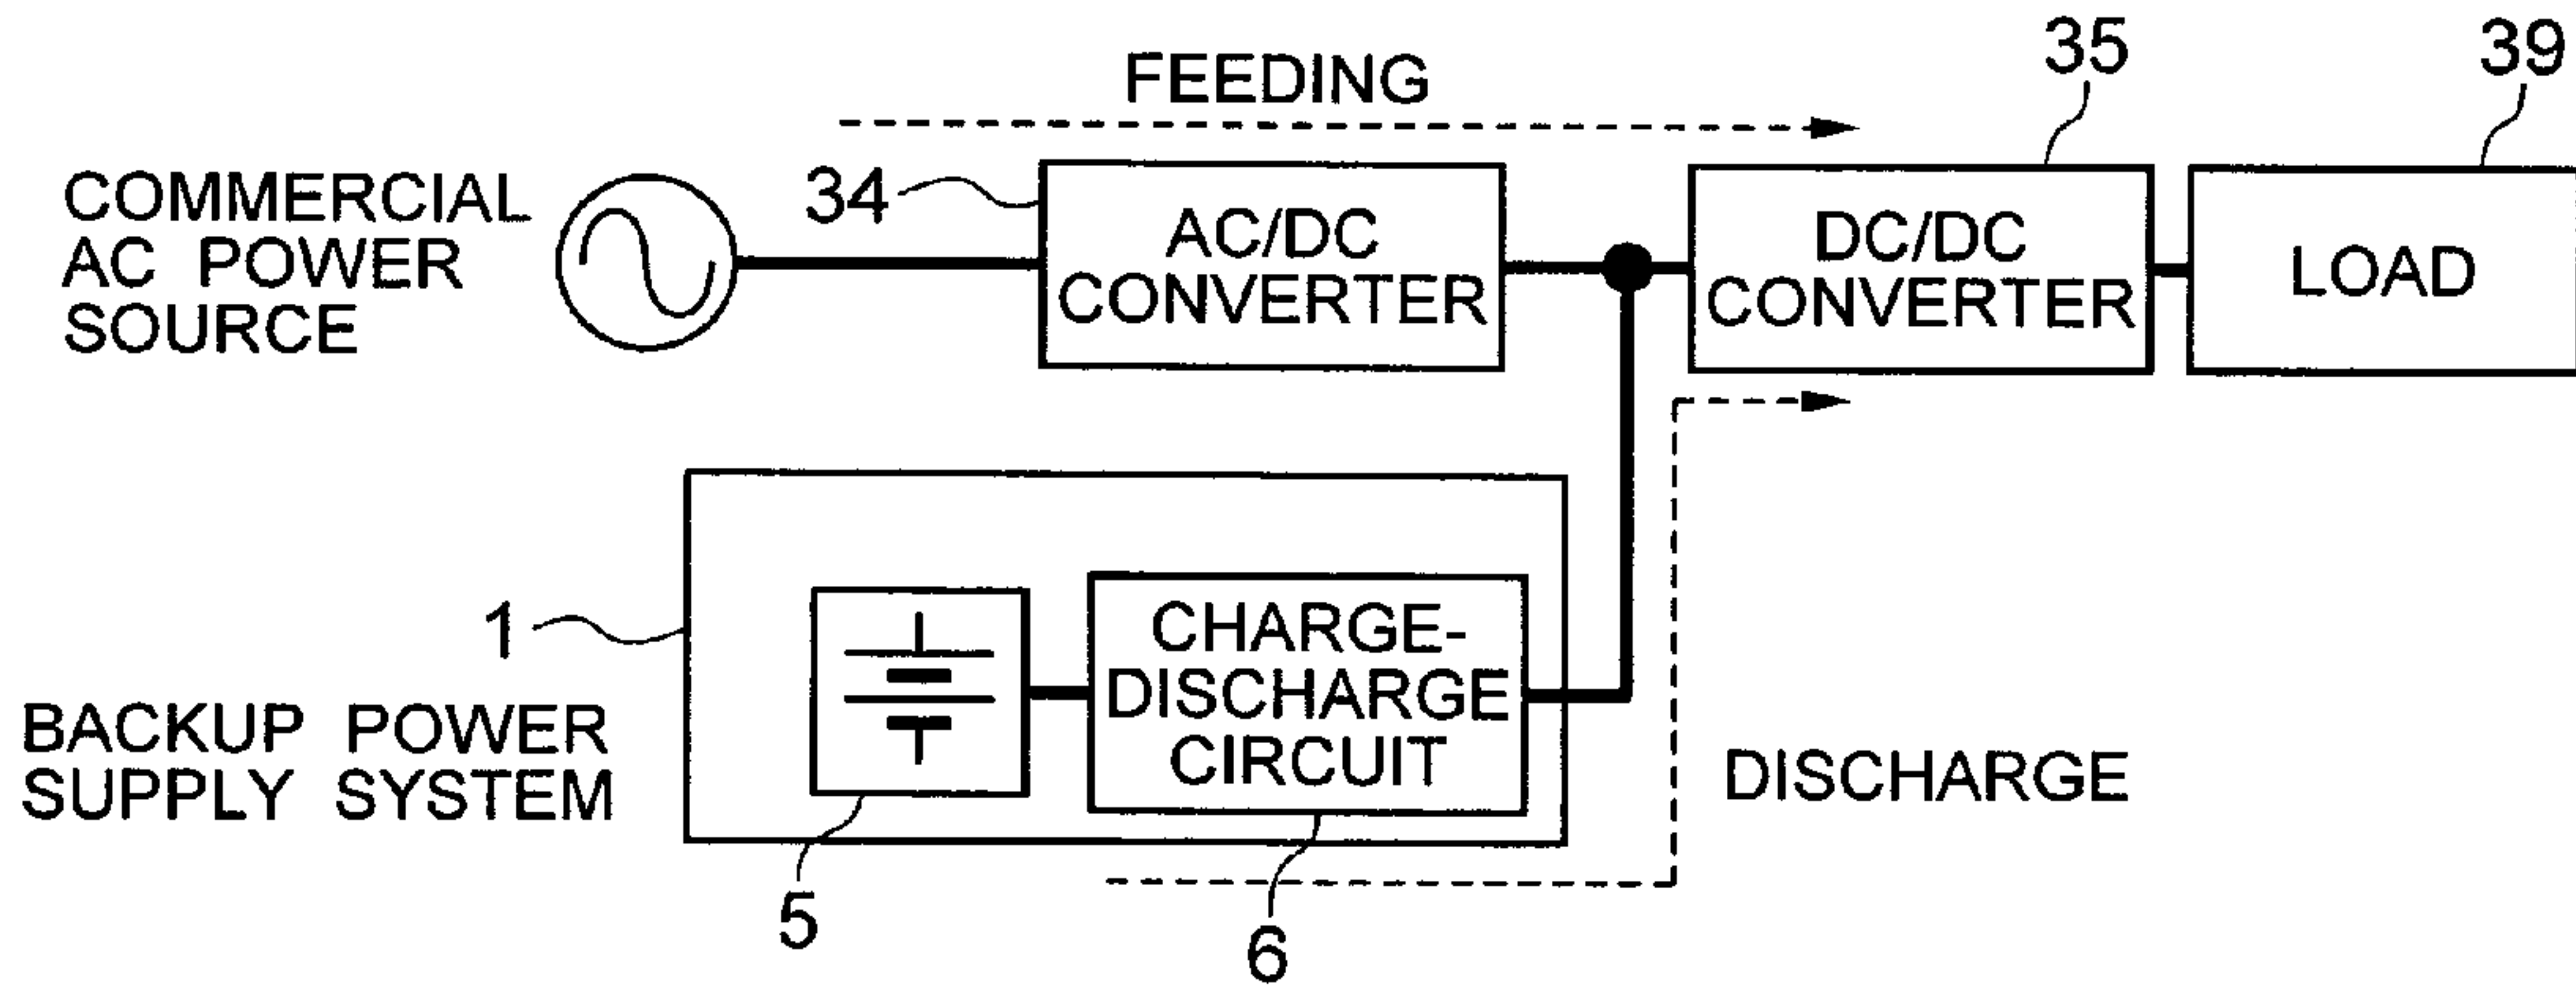 FEEDING
35
39
COMMERCIAL
AC POWER
SOURCE
34
AC/DC
CONVERTER
DC/DC
CONVERTER
LOAD
1
BACKUP POWER
SUPPLY SYSTEM
CHARGE-
DISCHARGE
CIRCUIT
DISCHARGE
5
6